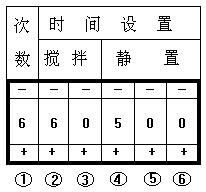 次 时 间 设 置
数 搅 拌 静 置
－ － － － － －
6 6 0 5 0 0
＋ ＋ ＋ ＋ ＋ ＋
① ② ③ ④ ⑤ ⑥